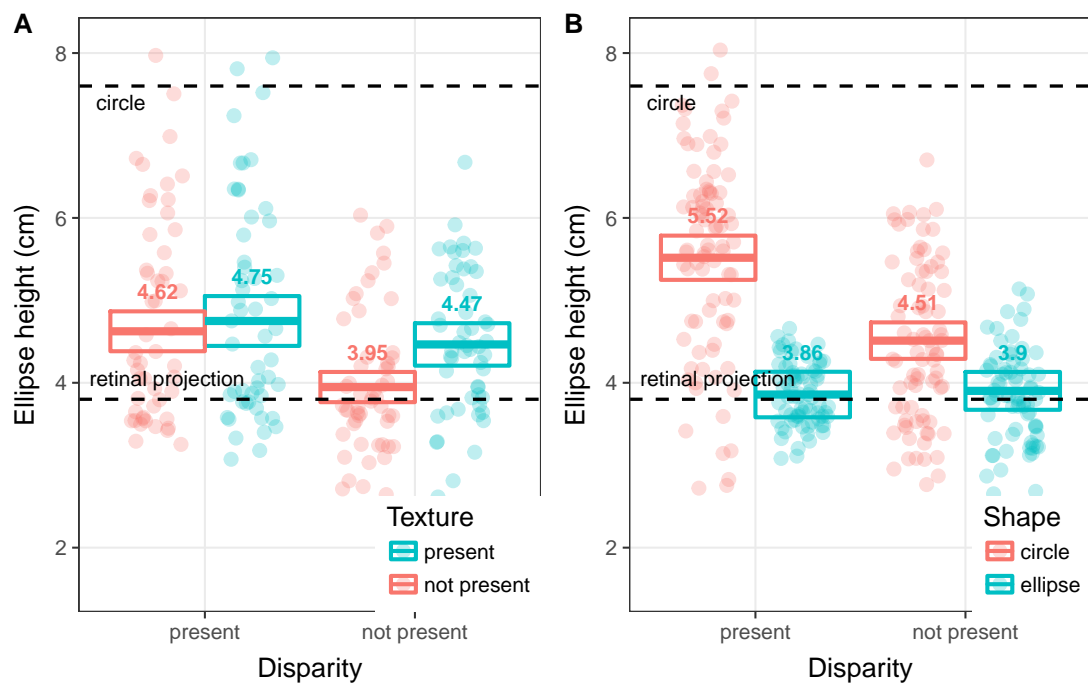 A
Ellipse height (cm)
8
6
4
2
circle
retinal projection
4.62
4.75
3.95
4.47
Texture
present
not present
present
not present
Disparity
B
Ellipse height (cm)
8
6
4
2
circle
retinal projection
5.52
3.86
4.51
3.9
Shape
circle
ellipse
present
not present
Disparity